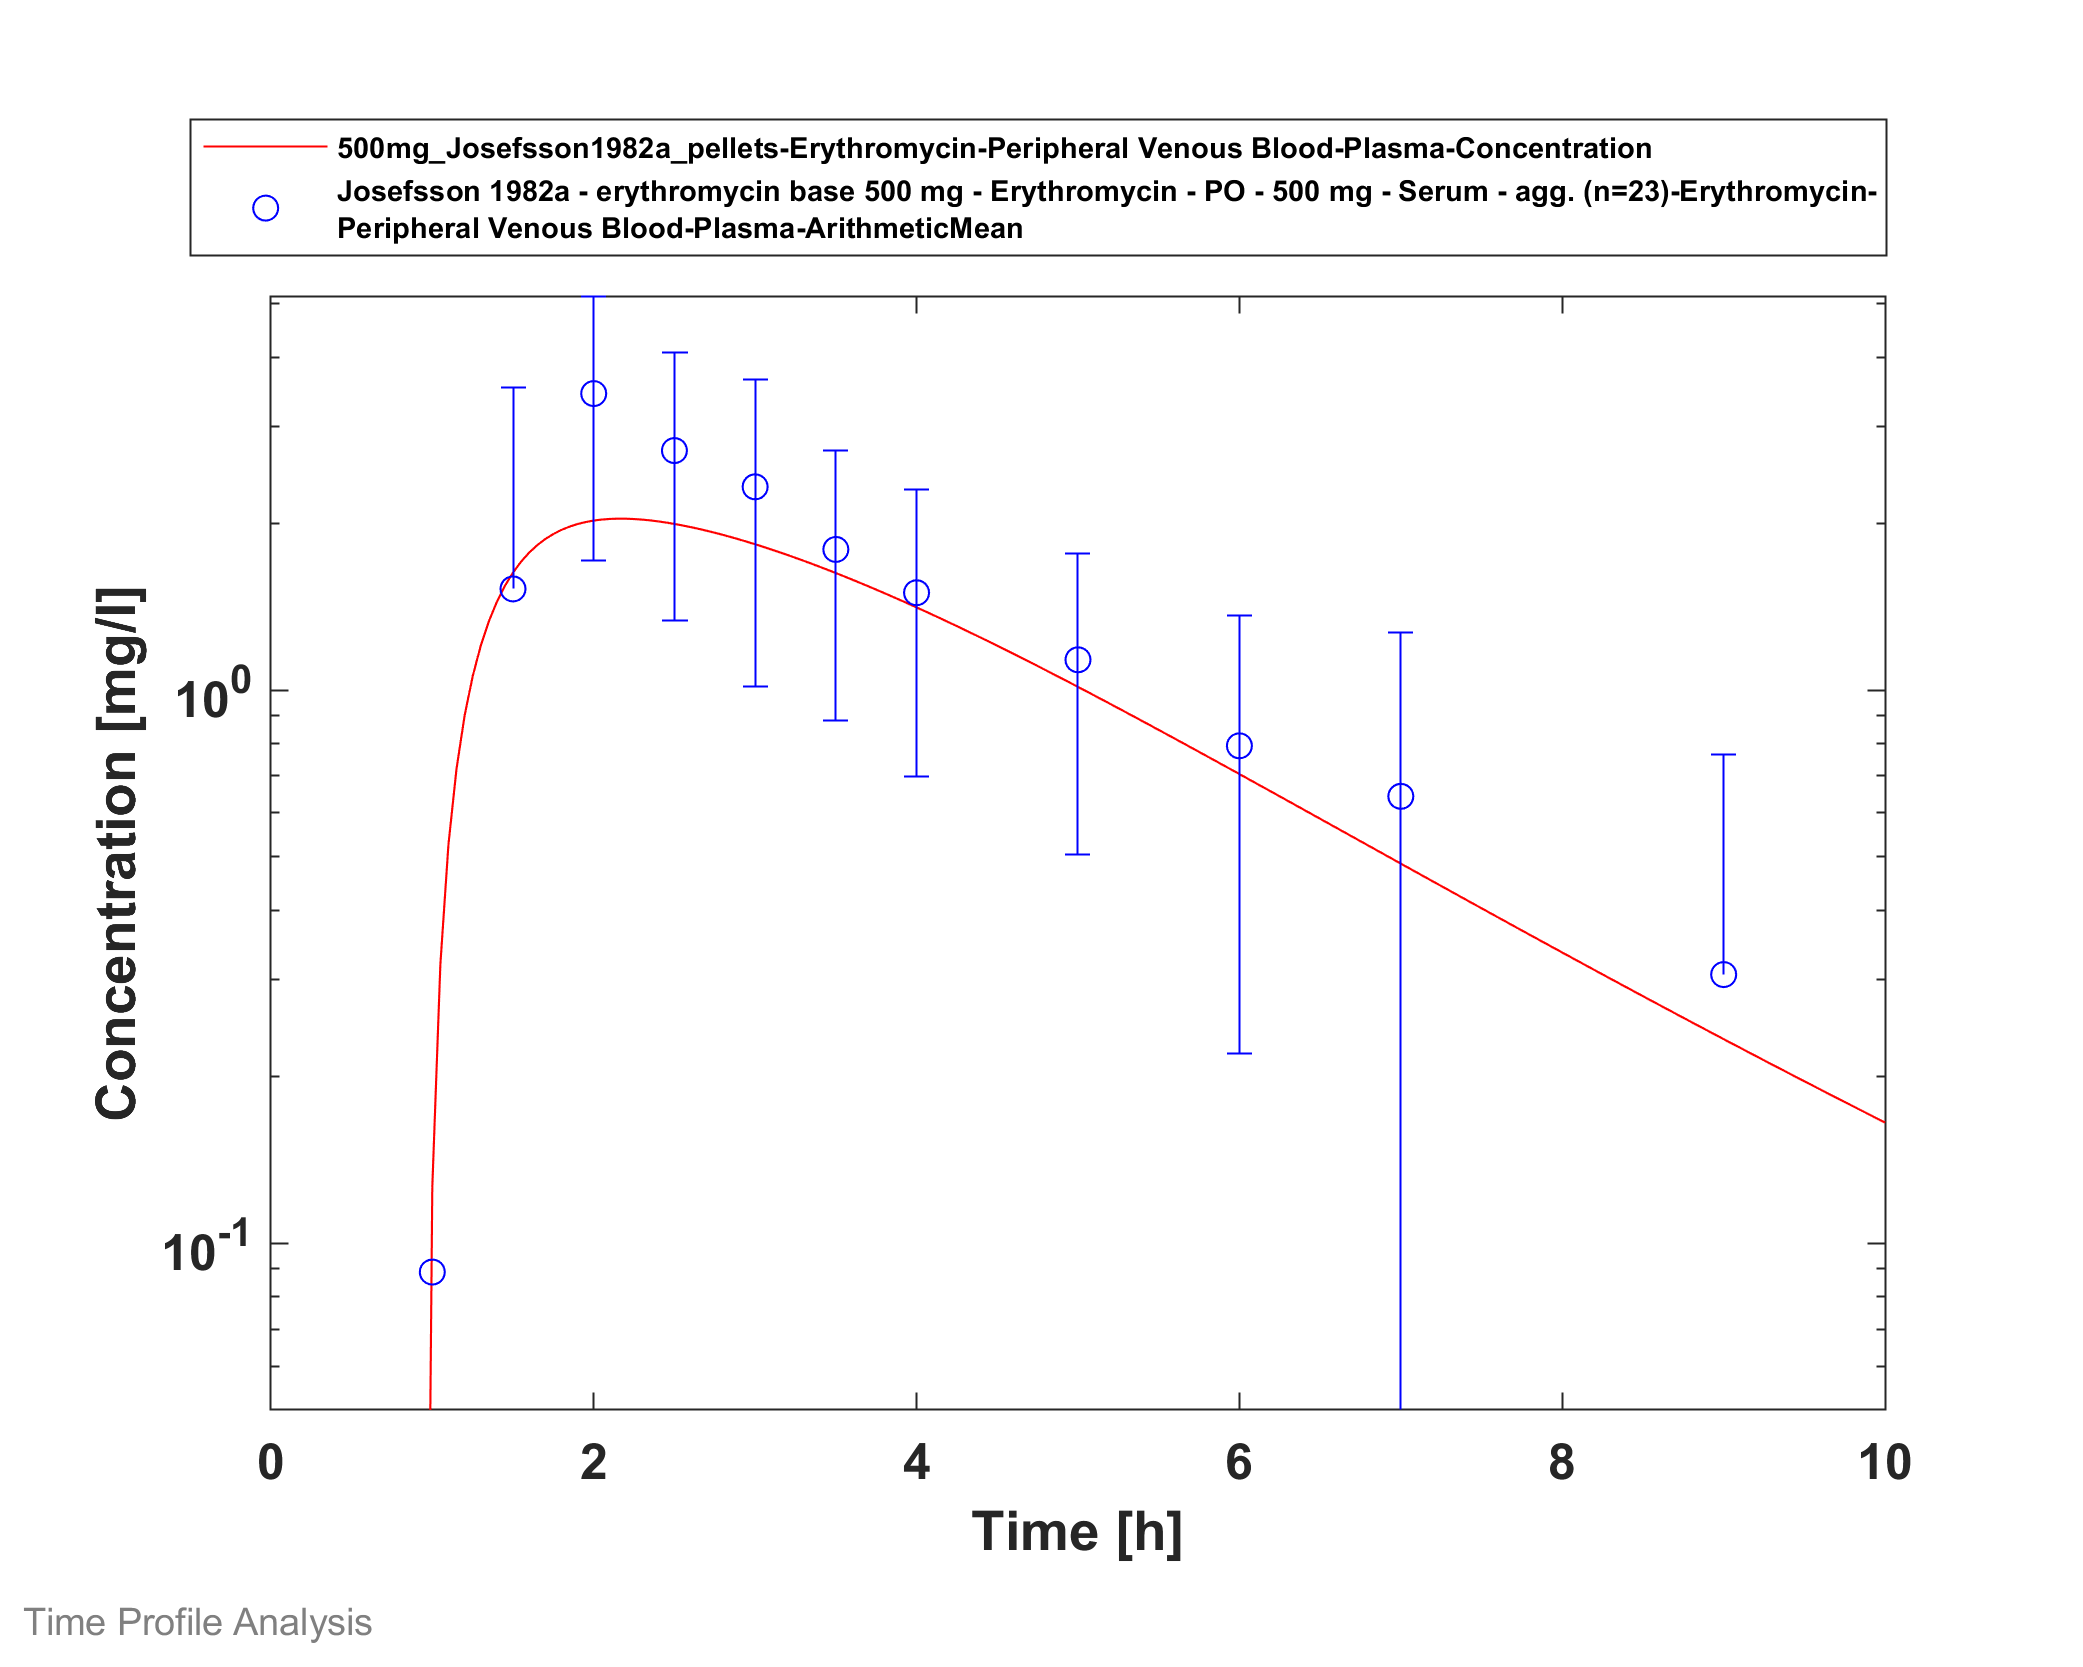 500mg_Josefsson1982a_pellets-Erythromycin-Peripheral Venous Blood-Plasma-Concentration
Josefsson 1982a - erythromycin base 500 mg - Erythromycin - PO - 500 mg - Serum - agg. (n=23)-Erythromycin-
Peripheral Venous Blood-Plasma-ArithmeticMean
Concentration [mg/l]
10^0
10^-1
0 2 4 6 8 10
Time [h]
Time Profile Analysis